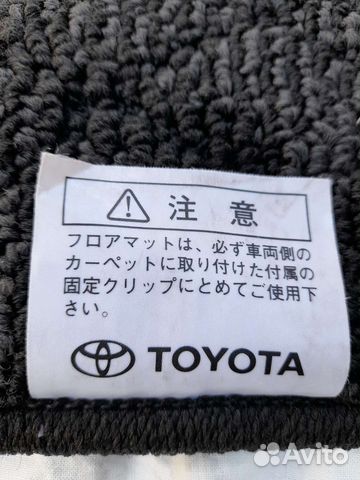 注意
フロアマットは、必ず車両側の
カーペットに取り付けた付属の
固定クリップにとめてご使用下
さい。
TOYOTA
Avito